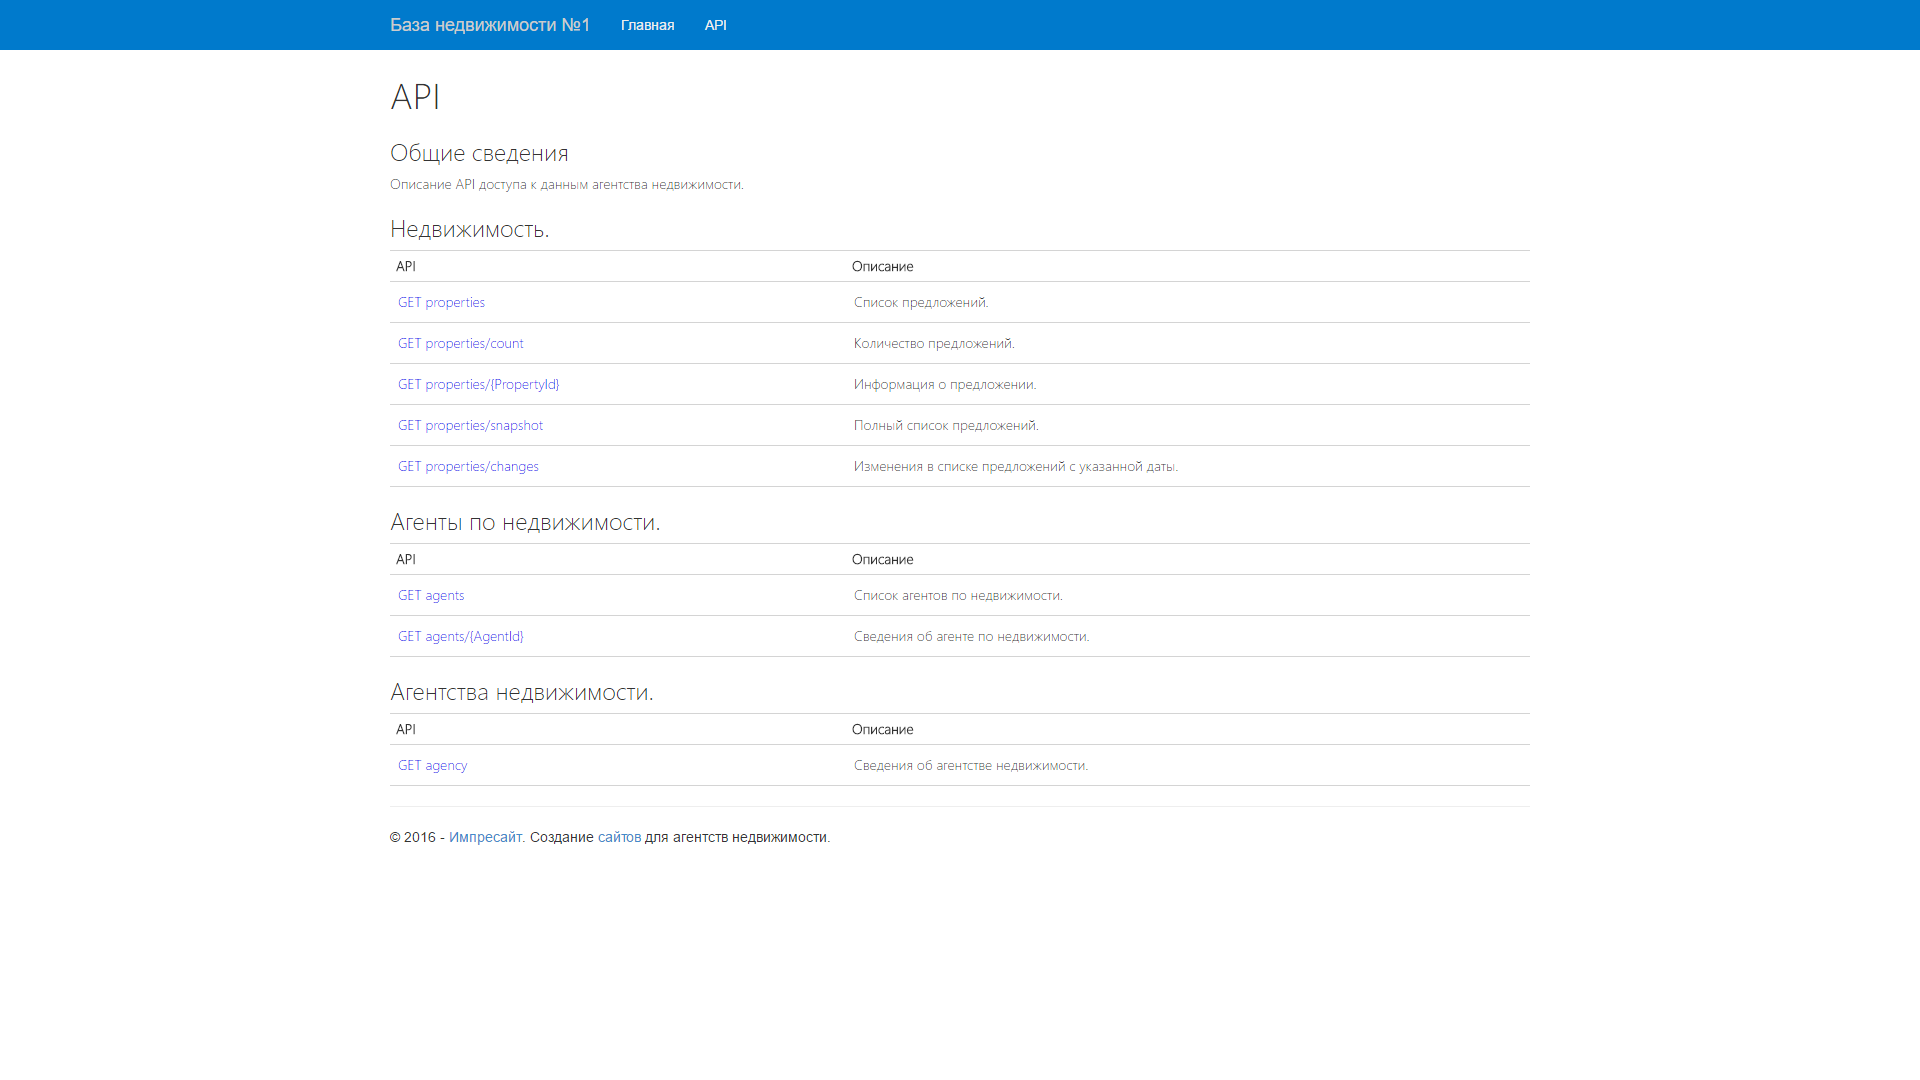 База недвижимости №1 Главная API
API
Общие сведения
Описание API доступа к данным агентства недвижимости.
Недвижимость.
API Описание
GET properties Список предложений.
GET properties/count Количество предложений.
GET properties/{PropertyId} Информация о предложении.
GET properties/snapshot Полный список предложений.
GET properties/changes Изменения в списке предложений с указанной даты.
Агенты по недвижимости.
API Описание
GET agents Список агентов по недвижимости.
GET agents/{AgentId} Сведения об агенте по недвижимости.
Агентства недвижимости.
API Описание
GET agency Сведения об агентстве недвижимости.
© 2016 - Импресайт. Создание сайтов для агентств недвижимости.